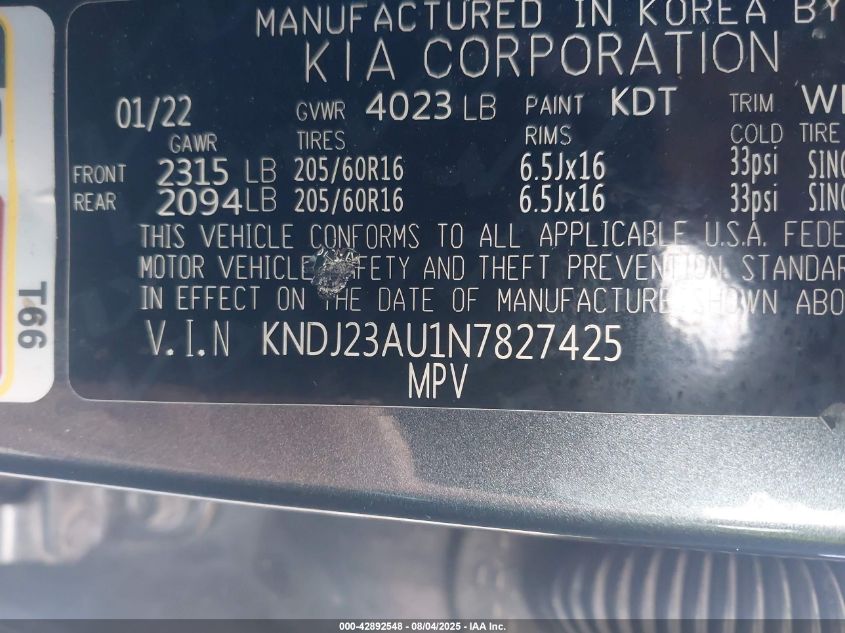 MANUFACTURED IN KOREA BY
KIA CORPORATION
01/22 GVWR 4023 LB PAINT KDT TRIM
GAWR TIRES RIMS COLD TIRE
FRONT 2315 LB 205/60R16 6.5Jx16 33psi
REAR 2094 LB 205/60R16 6.5Jx16 33psi
THIS VEHICLE CONFORMS TO ALL APPLICABLE U.S.A.
MOTOR VEHICLE AND THEFT PREVENTION
IN EFFECT ON THE DATE OF MANUFACTURE SHOWN
V.I.N KNDJ23AU1N7827425
MPV
T66
000-42892548 - 08/04/2025 - IAA Inc.